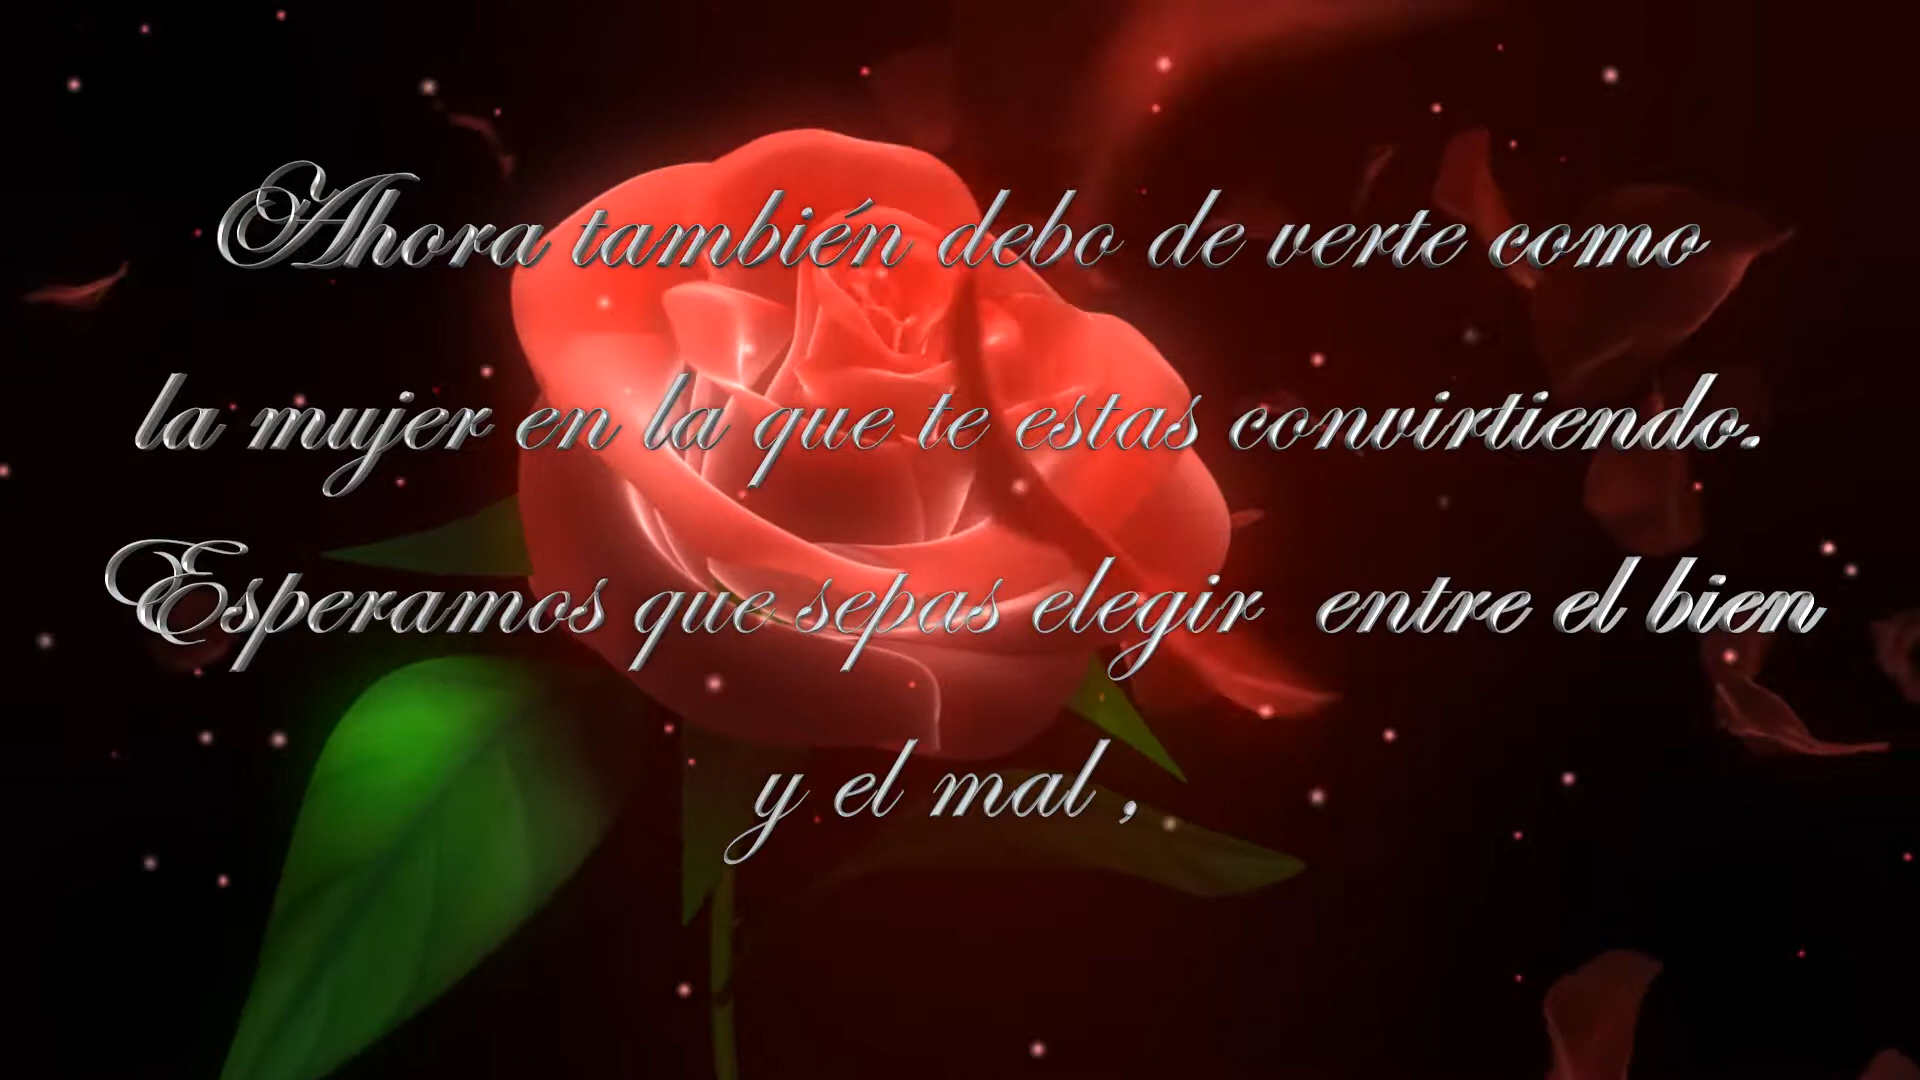 Ahora también debo de verte como
la mujer en la que te estas convirtiendo.
Esperamos que sepas elegir entre el bien
y el mal ,